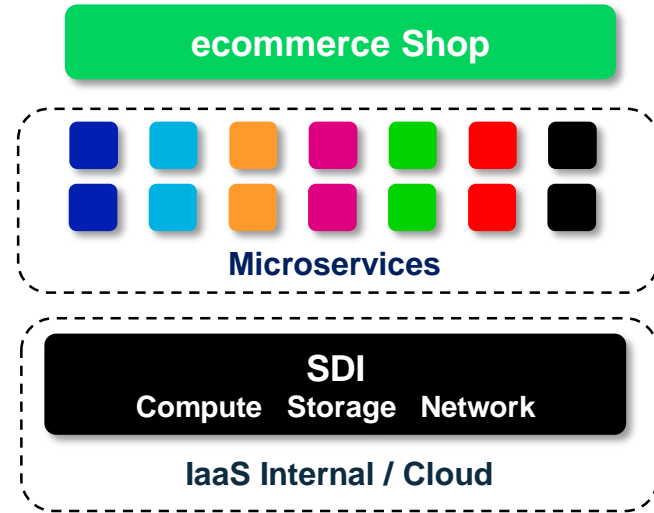 ecommerce Shop
Microservices
SDI
Compute Storage Network
IaaS Internal / Cloud